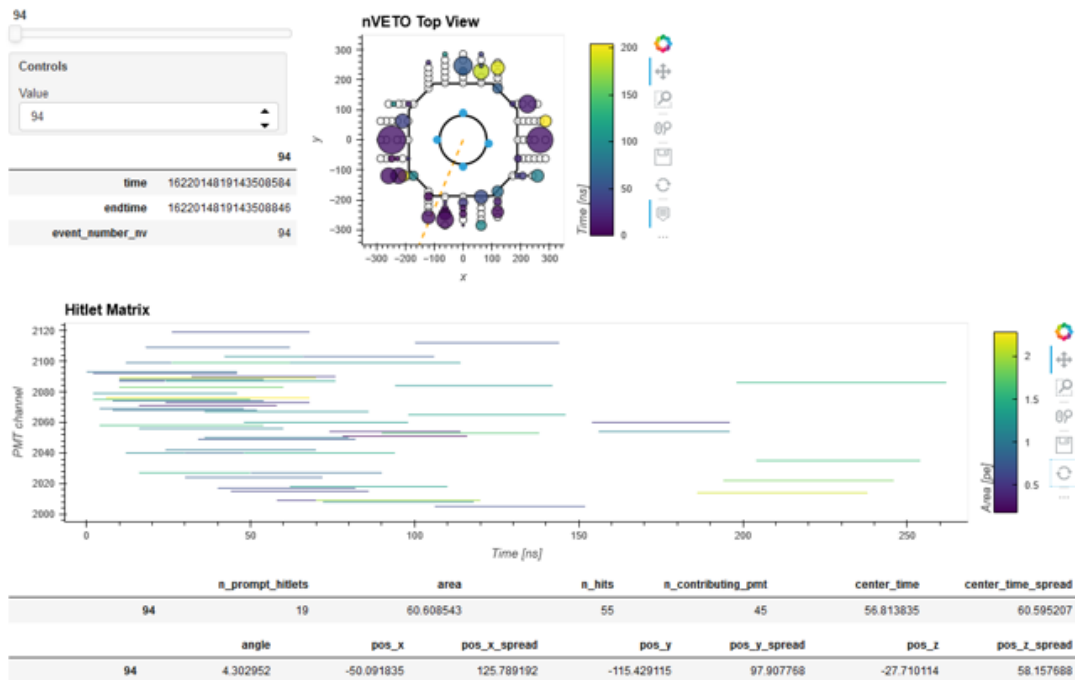 94
Controls
Value
94
94
time 1622014819143508584
endtime 1622014819143508846
event_number_nv 94
nVETO Top View
300
200
100
0
-100
-200
-300
y
-300 -200 -100 0 100 200 300
x
200
150
100
50
0
Time [ns]
Hitlet Matrix
2120
2100
2080
2060
2040
2020
2000
PMT channel
0 50 100 150 200 250
Time [ns]
2
1.5
1
0.5
Area [pe]
n_prompt_hitlets area n_hits n_contributing_pmt center_time center_time_spread
94 19 60.608543 55 45 56.813835 60.595207
angle pos_x pos_x_spread pos_y pos_y_spread pos_z pos_z_spread
94 4.302952 -50.091835 125.789192 -115.429115 97.907768 -27.710114 58.157688